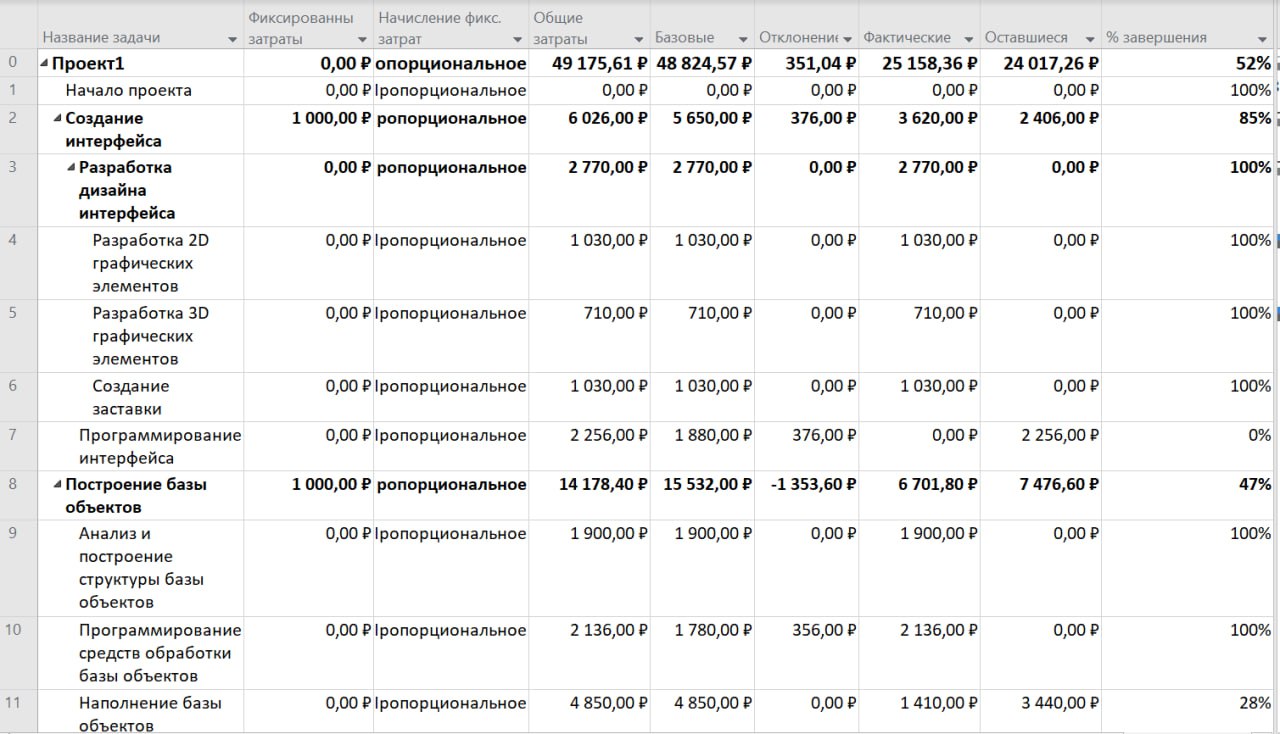 Название задачи Фиксированны затраты Начисление фикс. затрат Общие затраты Базовые Отклонение Фактические Оставшиеся % завершения
0 Проект1 0,00 ₽ опорциональное 49 175,61 ₽ 48 824,57 ₽ 351,04 ₽ 25 158,36 ₽ 24 017,26 ₽ 52%
1 Начало проекта 0,00 ₽ Iропорциональное 0,00 ₽ 0,00 ₽ 0,00 ₽ 0,00 ₽ 0,00 ₽ 100%
2 Создание 1 000,00 ₽ ропорциональное 6 026,00 ₽ 5 650,00 ₽ 376,00 ₽ 3 620,00 ₽ 2 406,00 ₽ 85%
интерфейса
3 Разработка 0,00 ₽ ропорциональное 2 770,00 ₽ 2 770,00 ₽ 0,00 ₽ 2 770,00 ₽ 0,00 ₽ 100%
дизайна
интерфейса
4 Разработка 2D 0,00 ₽ Iропорциональное 1 030,00 ₽ 1 030,00 ₽ 0,00 ₽ 1 030,00 ₽ 0,00 ₽ 100%
графических
элементов
5 Разработка 3D 0,00 ₽ Iропорциональное 710,00 ₽ 710,00 ₽ 0,00 ₽ 710,00 ₽ 0,00 ₽ 100%
графических
элементов
6 Создание 0,00 ₽ Iропорциональное 1 030,00 ₽ 1 030,00 ₽ 0,00 ₽ 1 030,00 ₽ 0,00 ₽ 100%
заставки
7 Программирование 0,00 ₽ Iропорциональное 2 256,00 ₽ 1 880,00 ₽ 376,00 ₽ 0,00 ₽ 2 256,00 ₽ 0%
интерфейса
8 Построение базы 1 000,00 ₽ ропорциональное 14 178,40 ₽ 15 532,00 ₽ -1 353,60 ₽ 6 701,80 ₽ 7 476,60 ₽ 47%
объектов
9 Анализ и 0,00 ₽ Iропорциональное 1 900,00 ₽ 1 900,00 ₽ 0,00 ₽ 1 900,00 ₽ 0,00 ₽ 100%
построение
структуры базы
объектов
10 Программирование 0,00 ₽ Iропорциональное 2 136,00 ₽ 1 780,00 ₽ 356,00 ₽ 2 136,00 ₽ 0,00 ₽ 100%
средств обработки
базы объектов
11 Наполнение базы 0,00 ₽ Iропорциональное 4 850,00 ₽ 4 850,00 ₽ 0,00 ₽ 1 410,00 ₽ 3 440,00 ₽ 28%
объектов